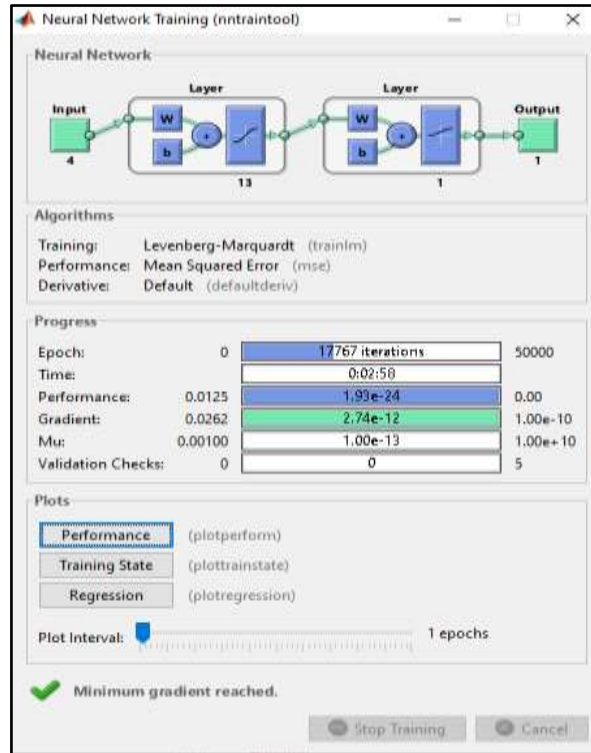 Neural Network Training (nntraintool)
Neural Network
Layer Layer
Input Output
W W
b b
+ +
4 13 1 1
Algorithms
Training: Levenberg-Marquardt (trainlm)
Performance: Mean Squared Error (mse)
Derivative: Default (defaultderiv)
Progress
Epoch: 0 17767 iterations 50000
Time: 0:02:58
Performance: 0.0125 1.93e-24 0.00
Gradient: 0.0262 2.74e-12 1.00e-10
Mu: 0.00100 1.00e-13 1.00e+10
Validation Checks: 0 0 5
Plots
Performance (plotperform)
Training State (plottrainstate)
Regression (plotregression)
Plot Interval: 1 epochs
Minimum gradient reached.
Stop Training Cancel